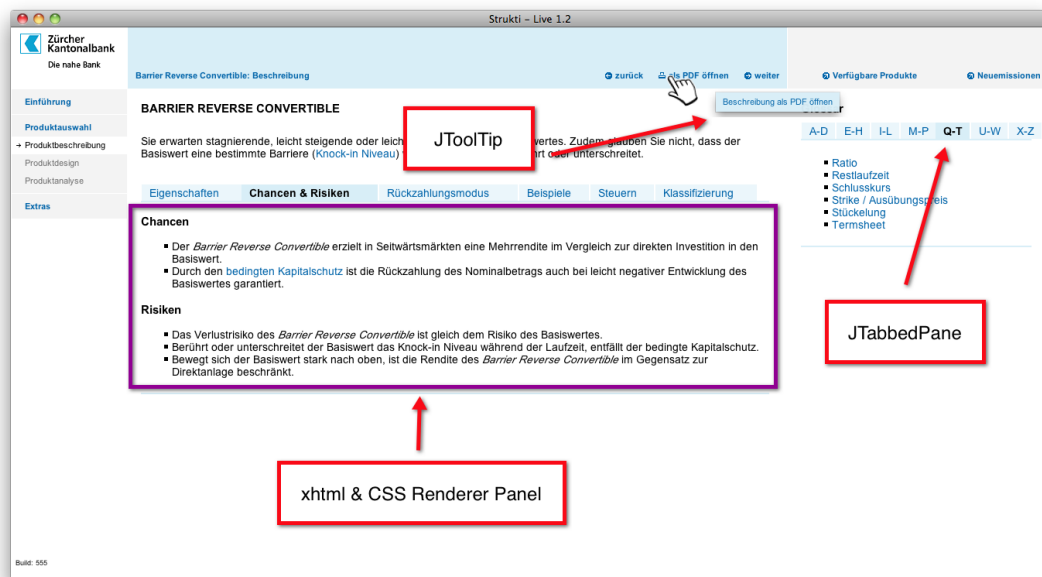 Strukti – Live 1.2
Zürcher
Kantonalbank
Die nahe Bank
Barrier Reverse Convertible: Beschreibung
zurück
als PDF öffnen
weiter
Verfügbare Produkte
Neuemissionen
Beschreibung als PDF öffnen
Einführung
Produktauswahl
→ Produktbeschreibung
Produktdesign
Produktanalyse
Extras
BARRIER REVERSE CONVERTIBLE
Sie erwarten stagnierende, leicht steigende oder leich wertes. Zudem glauben Sie nicht, dass der
Basiswert eine bestimmte Barriere (Knock-in Niveau) oder unterschreitet.
JToolTip
Eigenschaften Chancen & Risiken Rückzahlungsmodus Beispiele Steuern Klassifizierung
Chancen
Der Barrier Reverse Convertible erzielt in Seitwärtsmärkten eine Mehrrendite im Vergleich zur direkten Investition in den
Basiswert.
Durch den bedingten Kapitalschutz ist die Rückzahlung des Nominalbetrags auch bei leicht negativer Entwicklung des
Basiswertes garantiert.
Risiken
Das Verlustrisiko des Barrier Reverse Convertible ist gleich dem Risiko des Basiswertes.
Berührt oder unterschreitet der Basiswert das Knock-in Niveau während der Laufzeit, entfällt der bedingte Kapitalschutz.
Bewegt sich der Basiswert stark nach oben, ist die Rendite des Barrier Reverse Convertible im Gegensatz zur
Direktanlage beschränkt.
A-D E-H I-L M-P Q-T U-W X-Z
Ratio
Restlaufzeit
Schlusskurs
Strike / Ausübungspreis
Stückelung
Termsheet
JTabbedPane
xhtml & CSS Renderer Panel
Build: 555